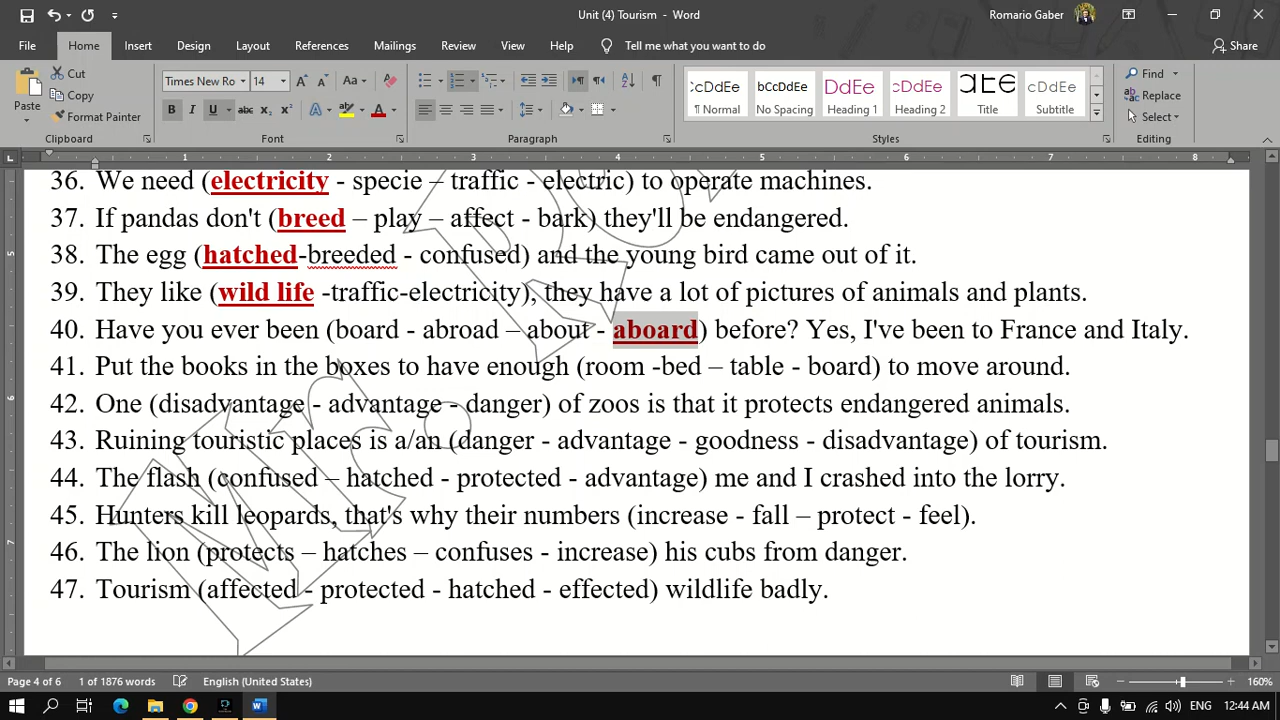 Unit (4) Tourism - Word
Romario Gaber
File Home Insert Design Layout References Mailings Review View Help Tell me what you want to do Share
Paste
Cut
Copy
Format Painter
Clipboard
Times New Ro 14
Font
Paragraph
¶ Normal
No Spacing
Heading 1
Heading 2
Title
Subtitle
Styles
Find
Replace
Select
Editing
36. We need (electricity - specie – traffic - electric) to operate machines.
37. If pandas don't (breed – play – affect - bark) they'll be endangered.
38. The egg (hatched-breeded - confused) and the young bird came out of it.
39. They like (wild life -traffic-electricity), they have a lot of pictures of animals and plants.
40. Have you ever been (board - abroad – about - aboard) before? Yes, I've been to France and Italy.
41. Put the books in the boxes to have enough (room -bed – table - board) to move around.
42. One (disadvantage - advantage - danger) of zoos is that it protects endangered animals.
43. Ruining touristic places is a/an (danger - advantage - goodness - disadvantage) of tourism.
44. The flash (confused – hatched - protected - advantage) me and I crashed into the lorry.
45. Hunters kill leopards, that's why their numbers (increase - fall – protect - feel).
46. The lion (protects – hatches – confuses - increase) his cubs from danger.
47. Tourism (affected - protected - hatched - effected) wildlife badly.
Mr.
Page 4 of 6 1 of 1876 words English (United States) 160%
ENG 12:44 AM